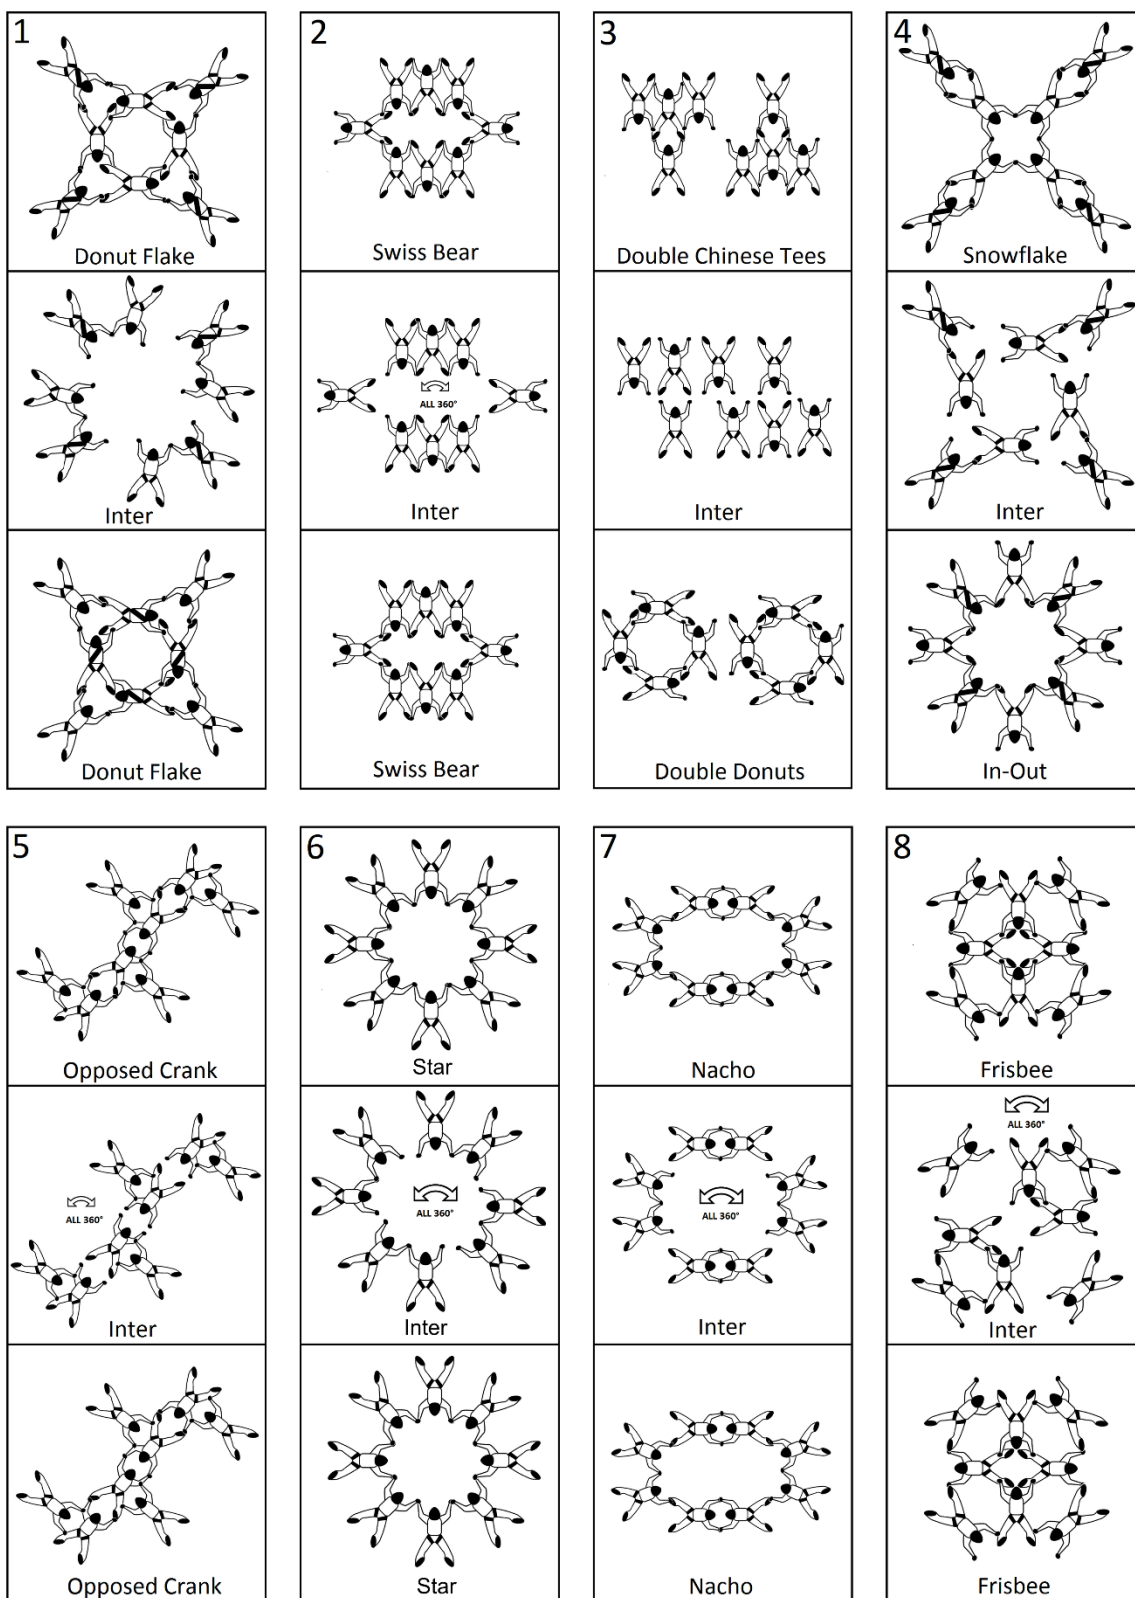 1
Donut Flake
Inter
Donut Flake
2
Swiss Bear
ALL 360°
Inter
Swiss Bear
3
Double Chinese Tees
Inter
Double Donuts
4
Snowflake
Inter
In-Out
5
Opposed Crank
ALL 360°
Inter
Opposed Crank
6
Star
ALL 360°
Inter
Star
7
Nacho
ALL 360°
Inter
Nacho
8
Frisbee
ALL 360°
Inter
Frisbee